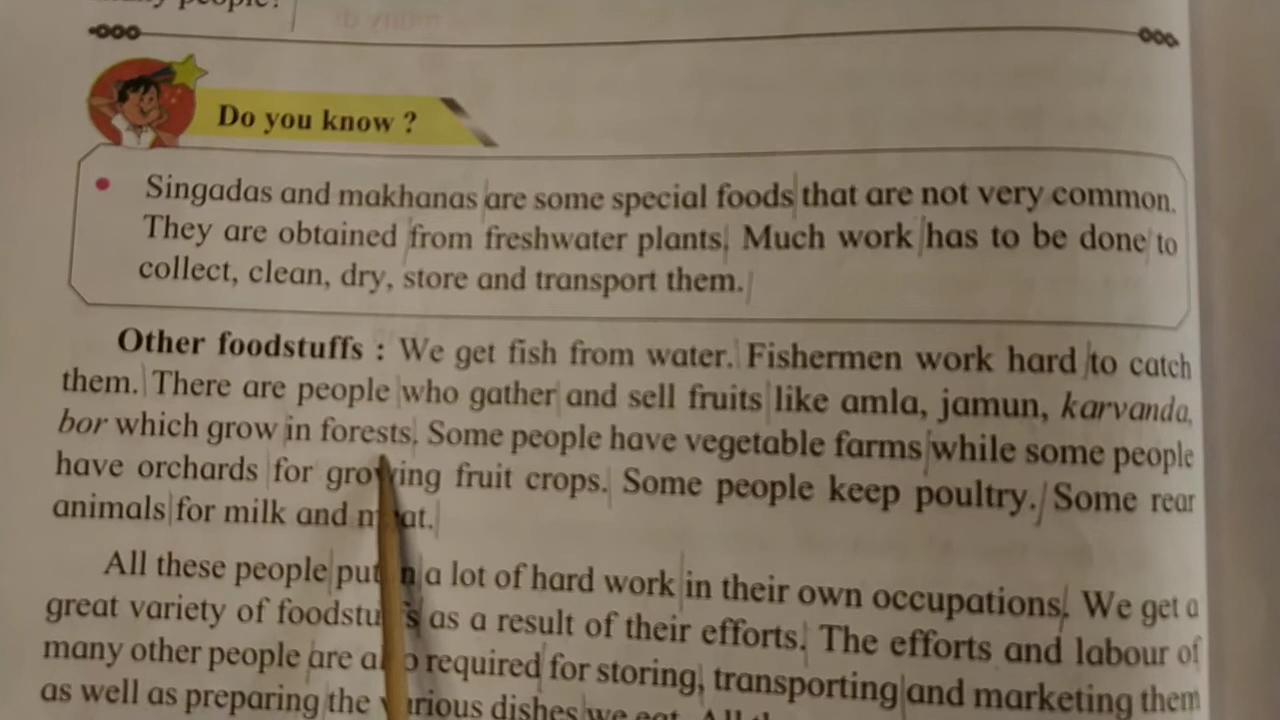 people?
Do you know ?
• Singadas and makhanas are some special foods that are not very common.
They are obtained from freshwater plants. Much work has to be done to
collect, clean, dry, store and transport them.
Other foodstuffs : We get fish from water. Fishermen work hard to catch
them. There are people who gather and sell fruits like amla, jamun, karvanda,
bor which grow in forests. Some people have vegetable farms while some people
have orchards for growing fruit crops. Some people keep poultry. Some rear
animals for milk and meat.
All these people put in a lot of hard work in their own occupations. We get a
great variety of foodstuffs as a result of their efforts. The efforts and labour of
many other people are also required for storing, transporting and marketing them
as well as preparing the various dishes we eat. All